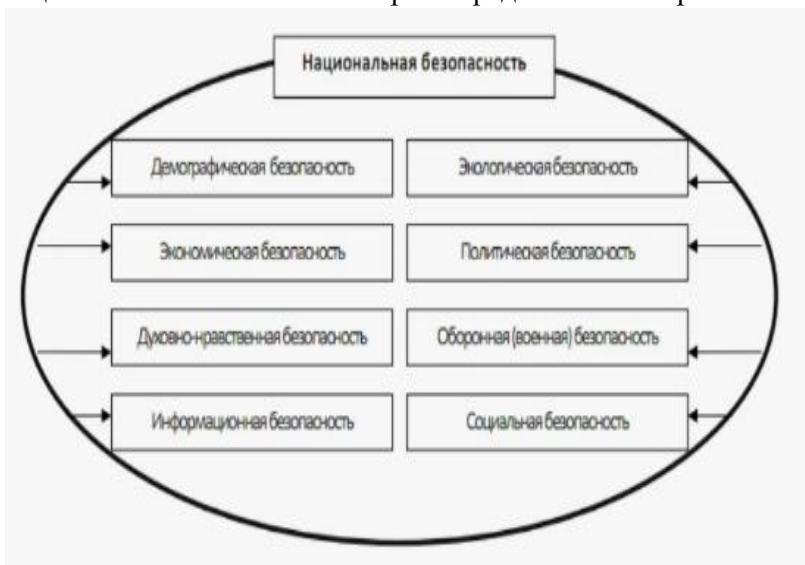 Национальная безопасность
Демографическая безопасность
Экологическая безопасность
Экономическая безопасность
Политическая безопасность
Духовно-нравственная безопасность
Оборонная (военная) безопасность
Информационная безопасность
Социальная безопасность